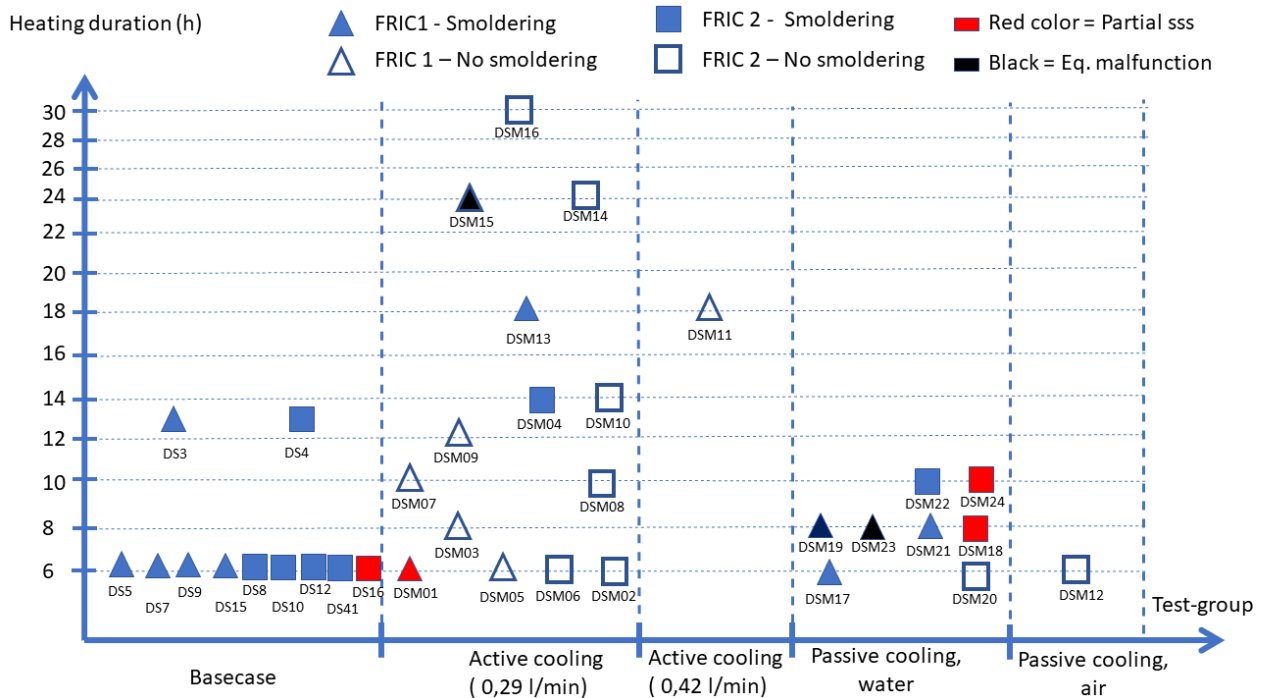 Heating duration (h)
FRIC1 - Smoldering
FRIC 2 - Smoldering
Red color = Partial sss
FRIC 1 – No smoldering
FRIC 2 – No smoldering
Black = Eq. malfunction
30
DSM16
28
26
24
DSM15
DSM14
22
20
18
DSM13
DSM11
16
14
DSM04
DSM10
DS3
DS4
12
DSM09
10
DSM07
DSM08
DSM22
DSM24
8
DSM03
DSM19
DSM23
DSM21
DSM18
6
DS5
DS7
DS9
DS15
DS8
DS10
DS12
DS41
DS16
DSM01
DSM05
DSM06
DSM02
DSM17
DSM20
DSM12
Test-group
Basecase
Active cooling
( 0,29 l/min)
Active cooling
( 0,42 l/min)
Passive cooling,
water
Passive cooling,
air